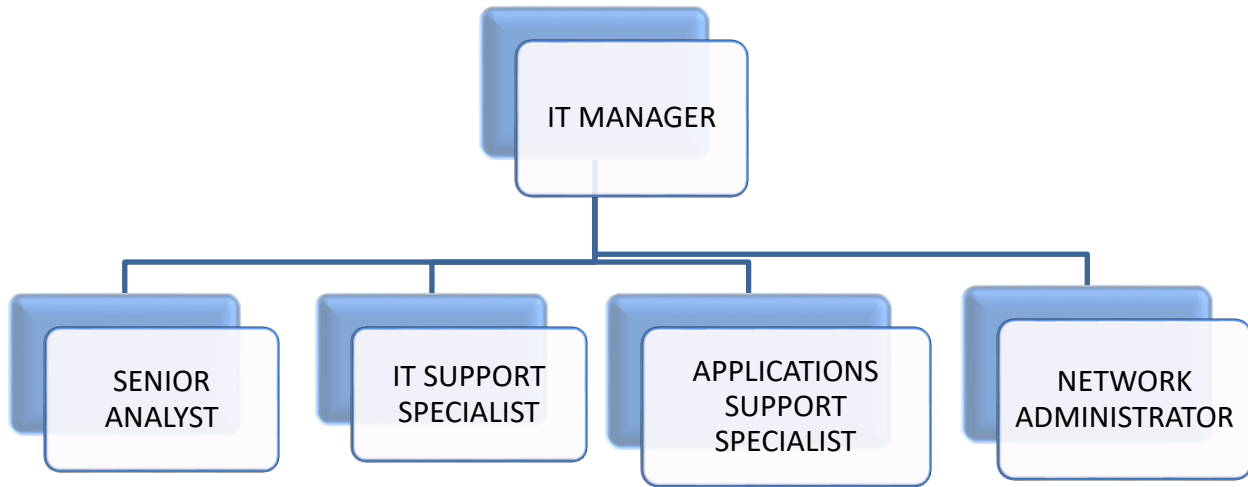 IT MANAGER
SENIOR
ANALYST
IT SUPPORT
SPECIALIST
APPLICATIONS
SUPPORT
SPECIALIST
NETWORK
ADMINISTRATOR